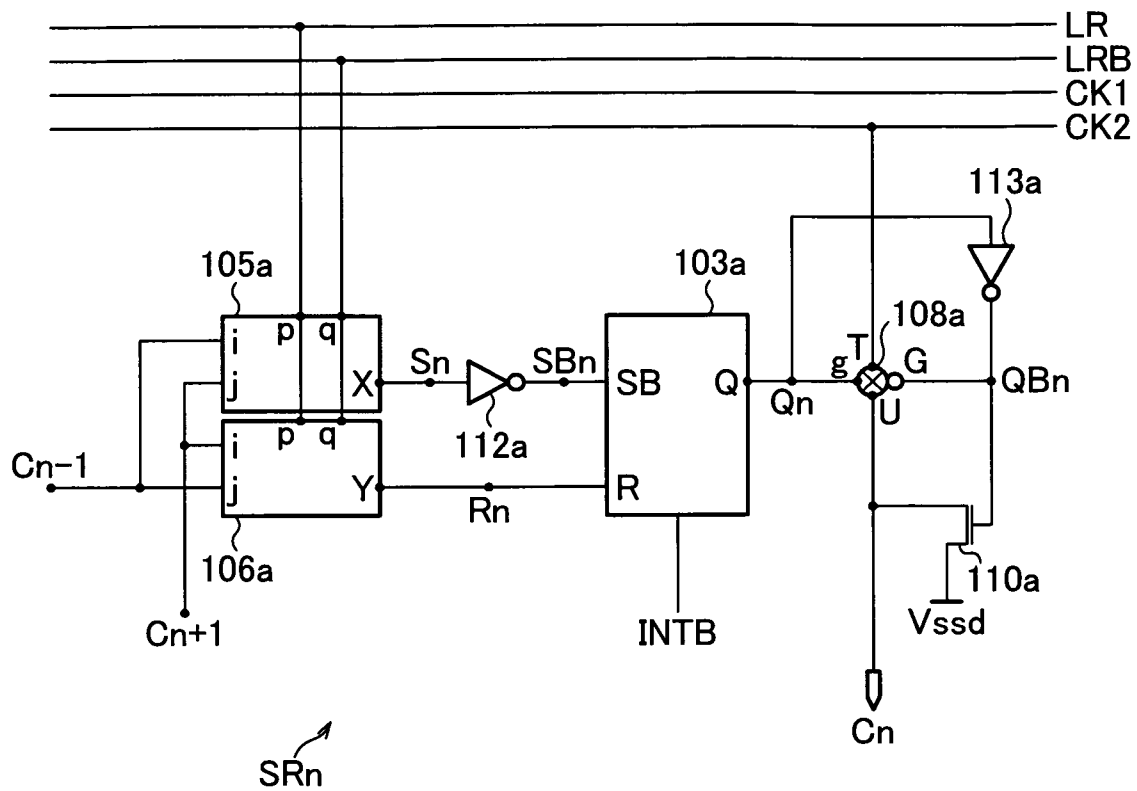 LR
LRB
CK1
CK2
113a
105a
103a
108a
i
p
q
T
G
j
X
Sn
SBn
SB
Q
g
QBn
Qn
U
112a
i
p
q
Cn-1
j
Y
Rn
R
106a
110a
Cn+1
INTB
Vssd
Cn
SRn